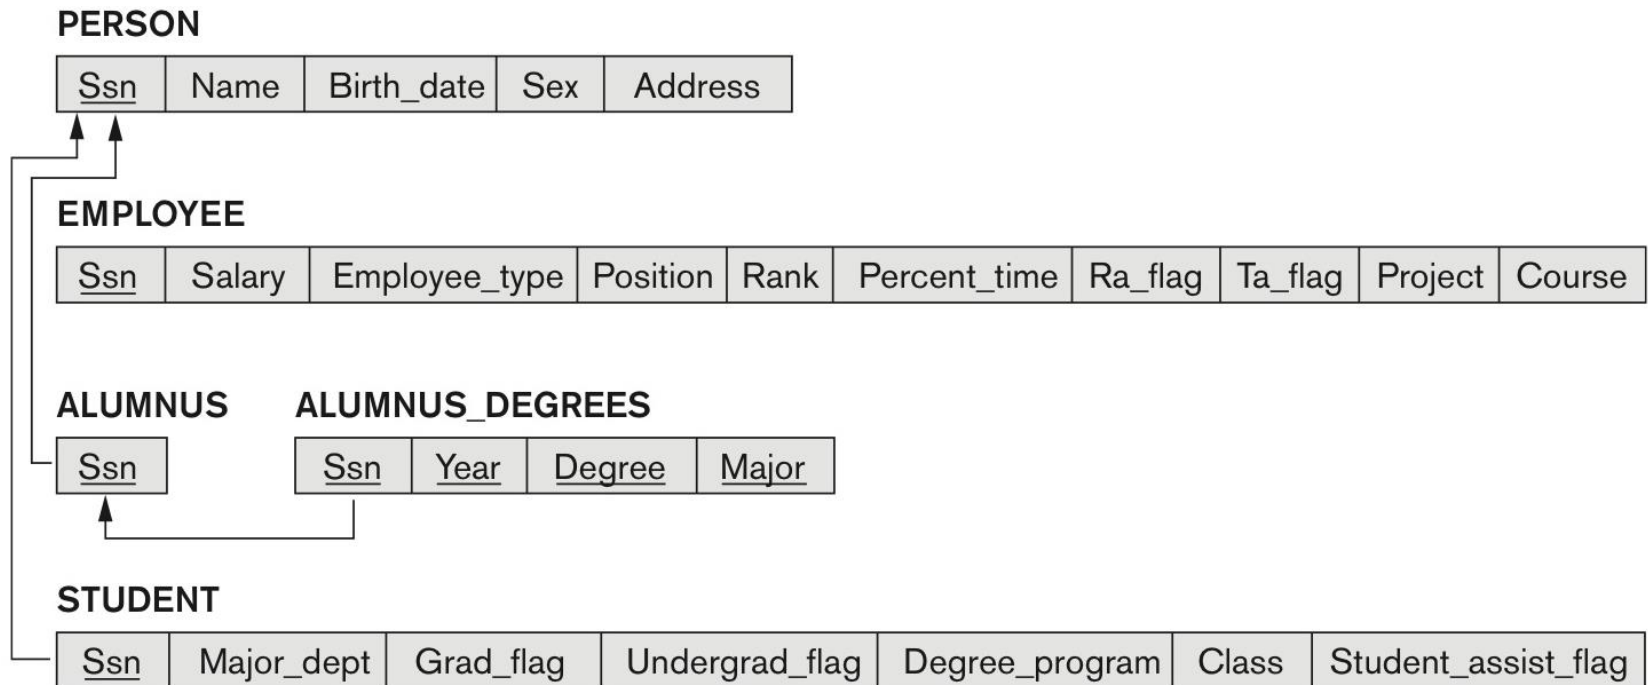 PERSON
Ssn Name Birth_date Sex Address
EMPLOYEE
Ssn Salary Employee_type Position Rank Percent_time Ra_flag Ta_flag Project Course
ALUMNUS ALUMNUS_DEGREES
Ssn Ssn Year Degree Major
STUDENT
Ssn Major_dept Grad_flag Undergrad_flag Degree_program Class Student_assist_flag